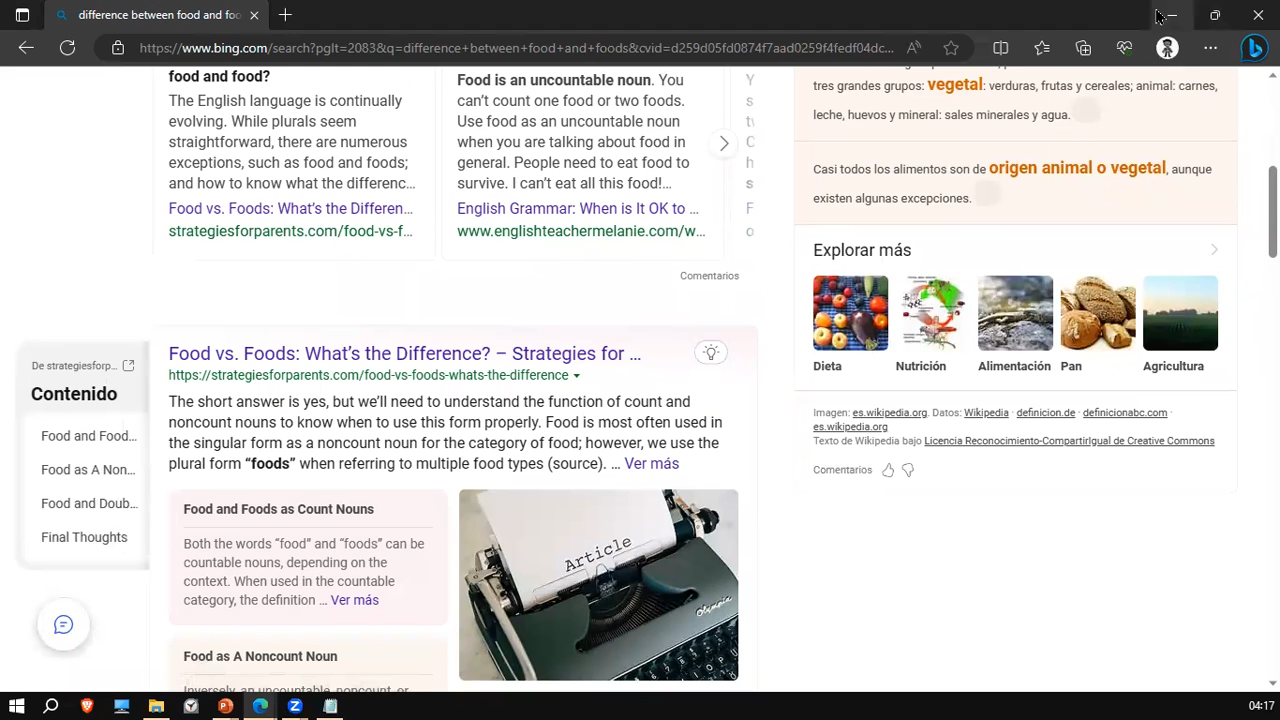 difference between food and foo
https://www.bing.com/search?pglt=2083&q=difference+between+food+and+foods&cvid=d259d05fd0874f7aad0259f4fedf04dc...
food and food?
The English language is continually
evolving. While plurals seem
straightforward, there are numerous
exceptions, such as food and foods;
and how to know what the differenc...
Food vs. Foods: What's the Differen...
strategiesforparents.com/food-vs-f...
Food is an uncountable noun. You
can't count one food or two foods.
Use food as an uncountable noun
when you are talking about food in
general. People need to eat food to
survive. I can't eat all this food!...
English Grammar: When is It OK to ...
www.englishteachermelanie.com/w...
Comentarios
De strategiesforp...
Contenido
Food and Food...
Food as A Non...
Food and Doub...
Final Thoughts
Food vs. Foods: What's the Difference? – Strategies for ...
https://strategiesforparents.com/food-vs-foods-whats-the-difference
The short answer is yes, but we'll need to understand the function of count and
noncount nouns to know when to use this form properly. Food is most often used in
the singular form as a noncount noun for the category of food; however, we use the
plural form “foods” when referring to multiple food types (source). ... Ver más
Food and Foods as Count Nouns
Both the words “food” and “foods” can be
countable nouns, depending on the
context. When used in the countable
category, the definition ... Ver más
Food as A Noncount Noun
Inversely, an uncountable, noncount, or
Article
Olympia
tres grandes grupos: vegetal: verduras, frutas y cereales; animal: carnes,
leche, huevos y mineral: sales minerales y agua.
Casi todos los alimentos son de origen animal o vegetal, aunque
existen algunas excepciones.
Explorar más
Dieta
Nutrición
Alimentación
Pan
Agricultura
Imagen: es.wikipedia.org. Datos: Wikipedia · definicion.de · definicionabc.com ·
es.wikipedia.org
Texto de Wikipedia bajo Licencia Reconocimiento-CompartirIgual de Creative Commons
Comentarios
04:17